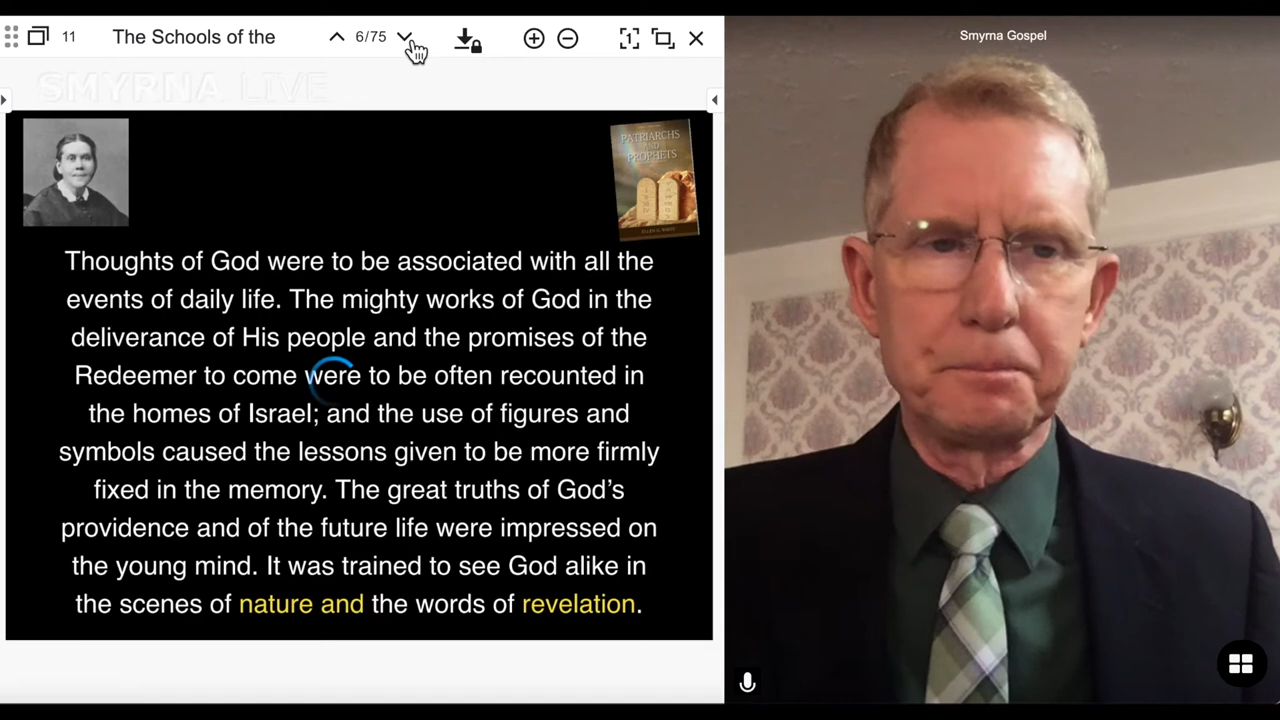 11 The Schools of the 6/75
Smyrna Gospel
SMYRNA LIVE
PATRIARCHS
AND
PROPHETS
ELLEN G. WHITE
Thoughts of God were to be associated with all the
events of daily life. The mighty works of God in the
deliverance of His people and the promises of the
Redeemer to come were to be often recounted in
the homes of Israel; and the use of figures and
symbols caused the lessons given to be more firmly
fixed in the memory. The great truths of God’s
providence and of the future life were impressed on
the young mind. It was trained to see God alike in
the scenes of nature and the words of revelation.